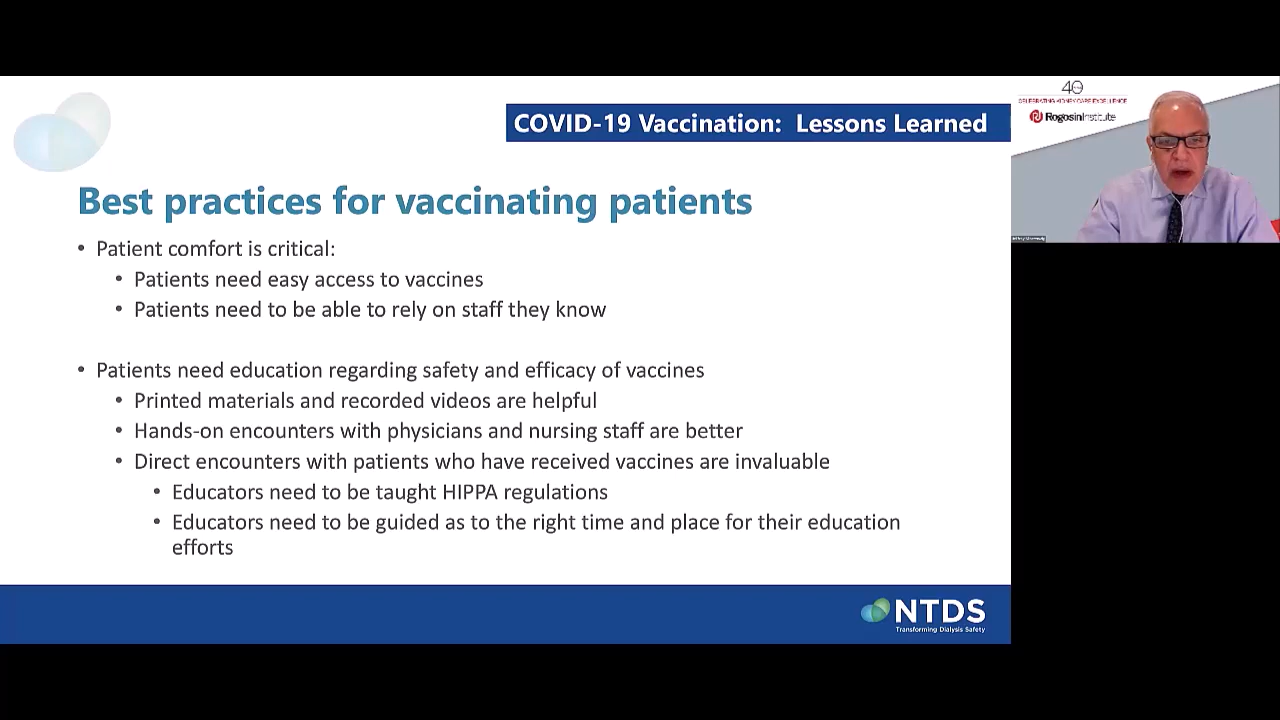 COVID-19 Vaccination: Lessons Learned
40
CELEBRATING KIDNEY CARE EXCELLENCE
Rogosin Institute
Best practices for vaccinating patients
• Patient comfort is critical:
• Patients need easy access to vaccines
• Patients need to be able to rely on staff they know
• Patients need education regarding safety and efficacy of vaccines
• Printed materials and recorded videos are helpful
• Hands-on encounters with physicians and nursing staff are better
• Direct encounters with patients who have received vaccines are invaluable
• Educators need to be taught HIPPA regulations
• Educators need to be guided as to the right time and place for their education
efforts
NTDS
Transforming Dialysis Safety